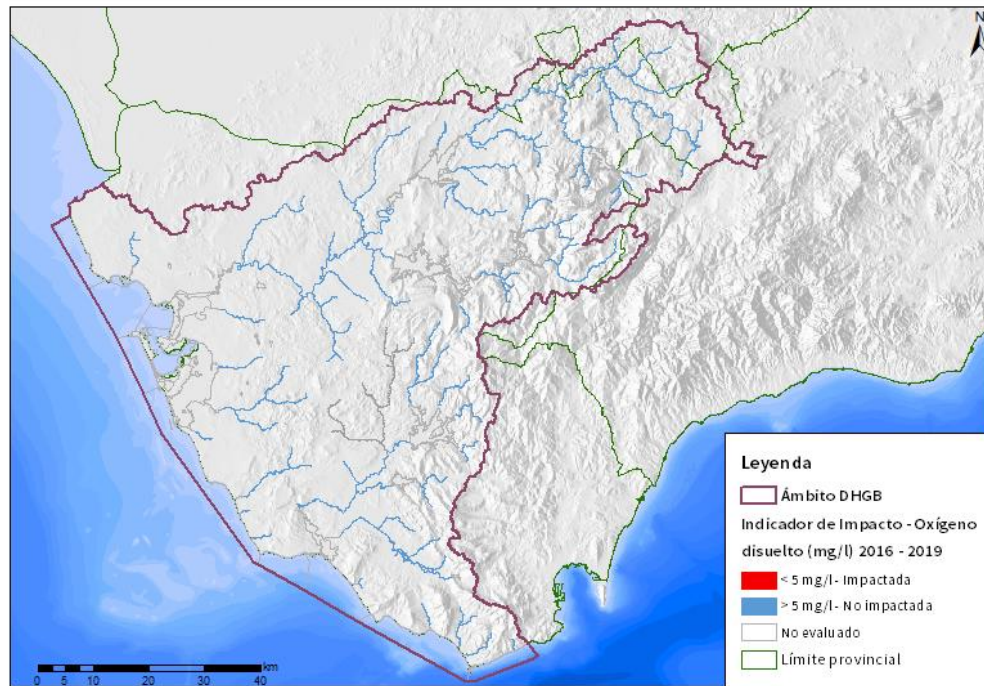 N
Leyenda
Ámbito DHGB
Indicador de Impacto - Oxígeno
disuelto (mg/l) 2016 - 2019
< 5 mg/l - Impactada
> 5 mg/l - No impactada
No evaluado
Límite provincial
km
0 5 10 20 30 40